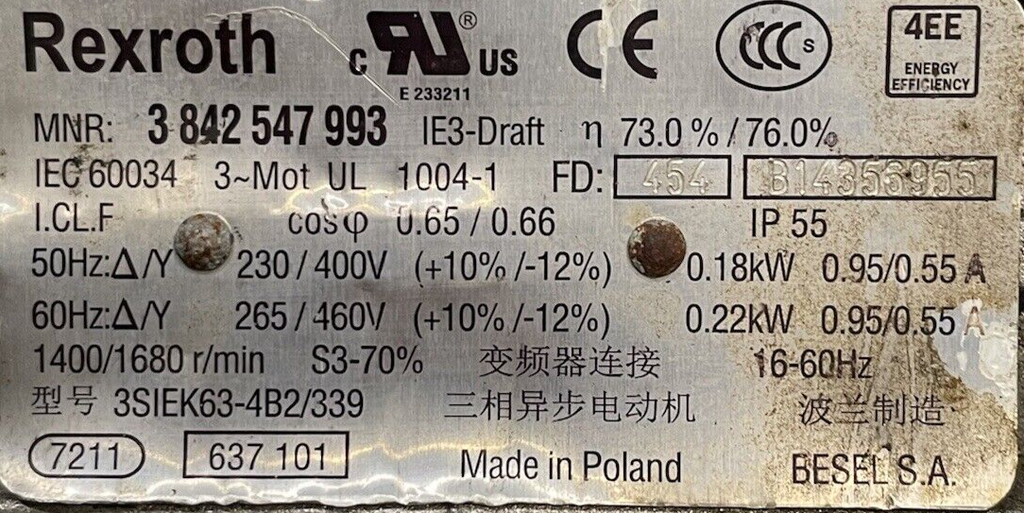 Rexroth c RU® US CE CCC S 4EE
E 233211 ENERGY EFFICIENCY
MNR: 3 842 547 993 IE3-Draft η 73.0 % / 76.0%
IEC 60034 3~Mot UL 1004-1 FD: 454 B14356955
I.CL.F cosφ 0.65 / 0.66 IP 55
50Hz:Δ/Y 230 / 400V (+10% /-12%) 0.18kW 0.95/0.55 A
60Hz:Δ/Y 265 / 460V (+10% /-12%) 0.22kW 0.95/0.55 A
1400/1680 r/min S3-70% 变频器连接 16-60Hz
型号 3SIEK63-4B2/339 三相异步电动机 波兰制造
7211 637 101 Made in Poland BESEL S.A.